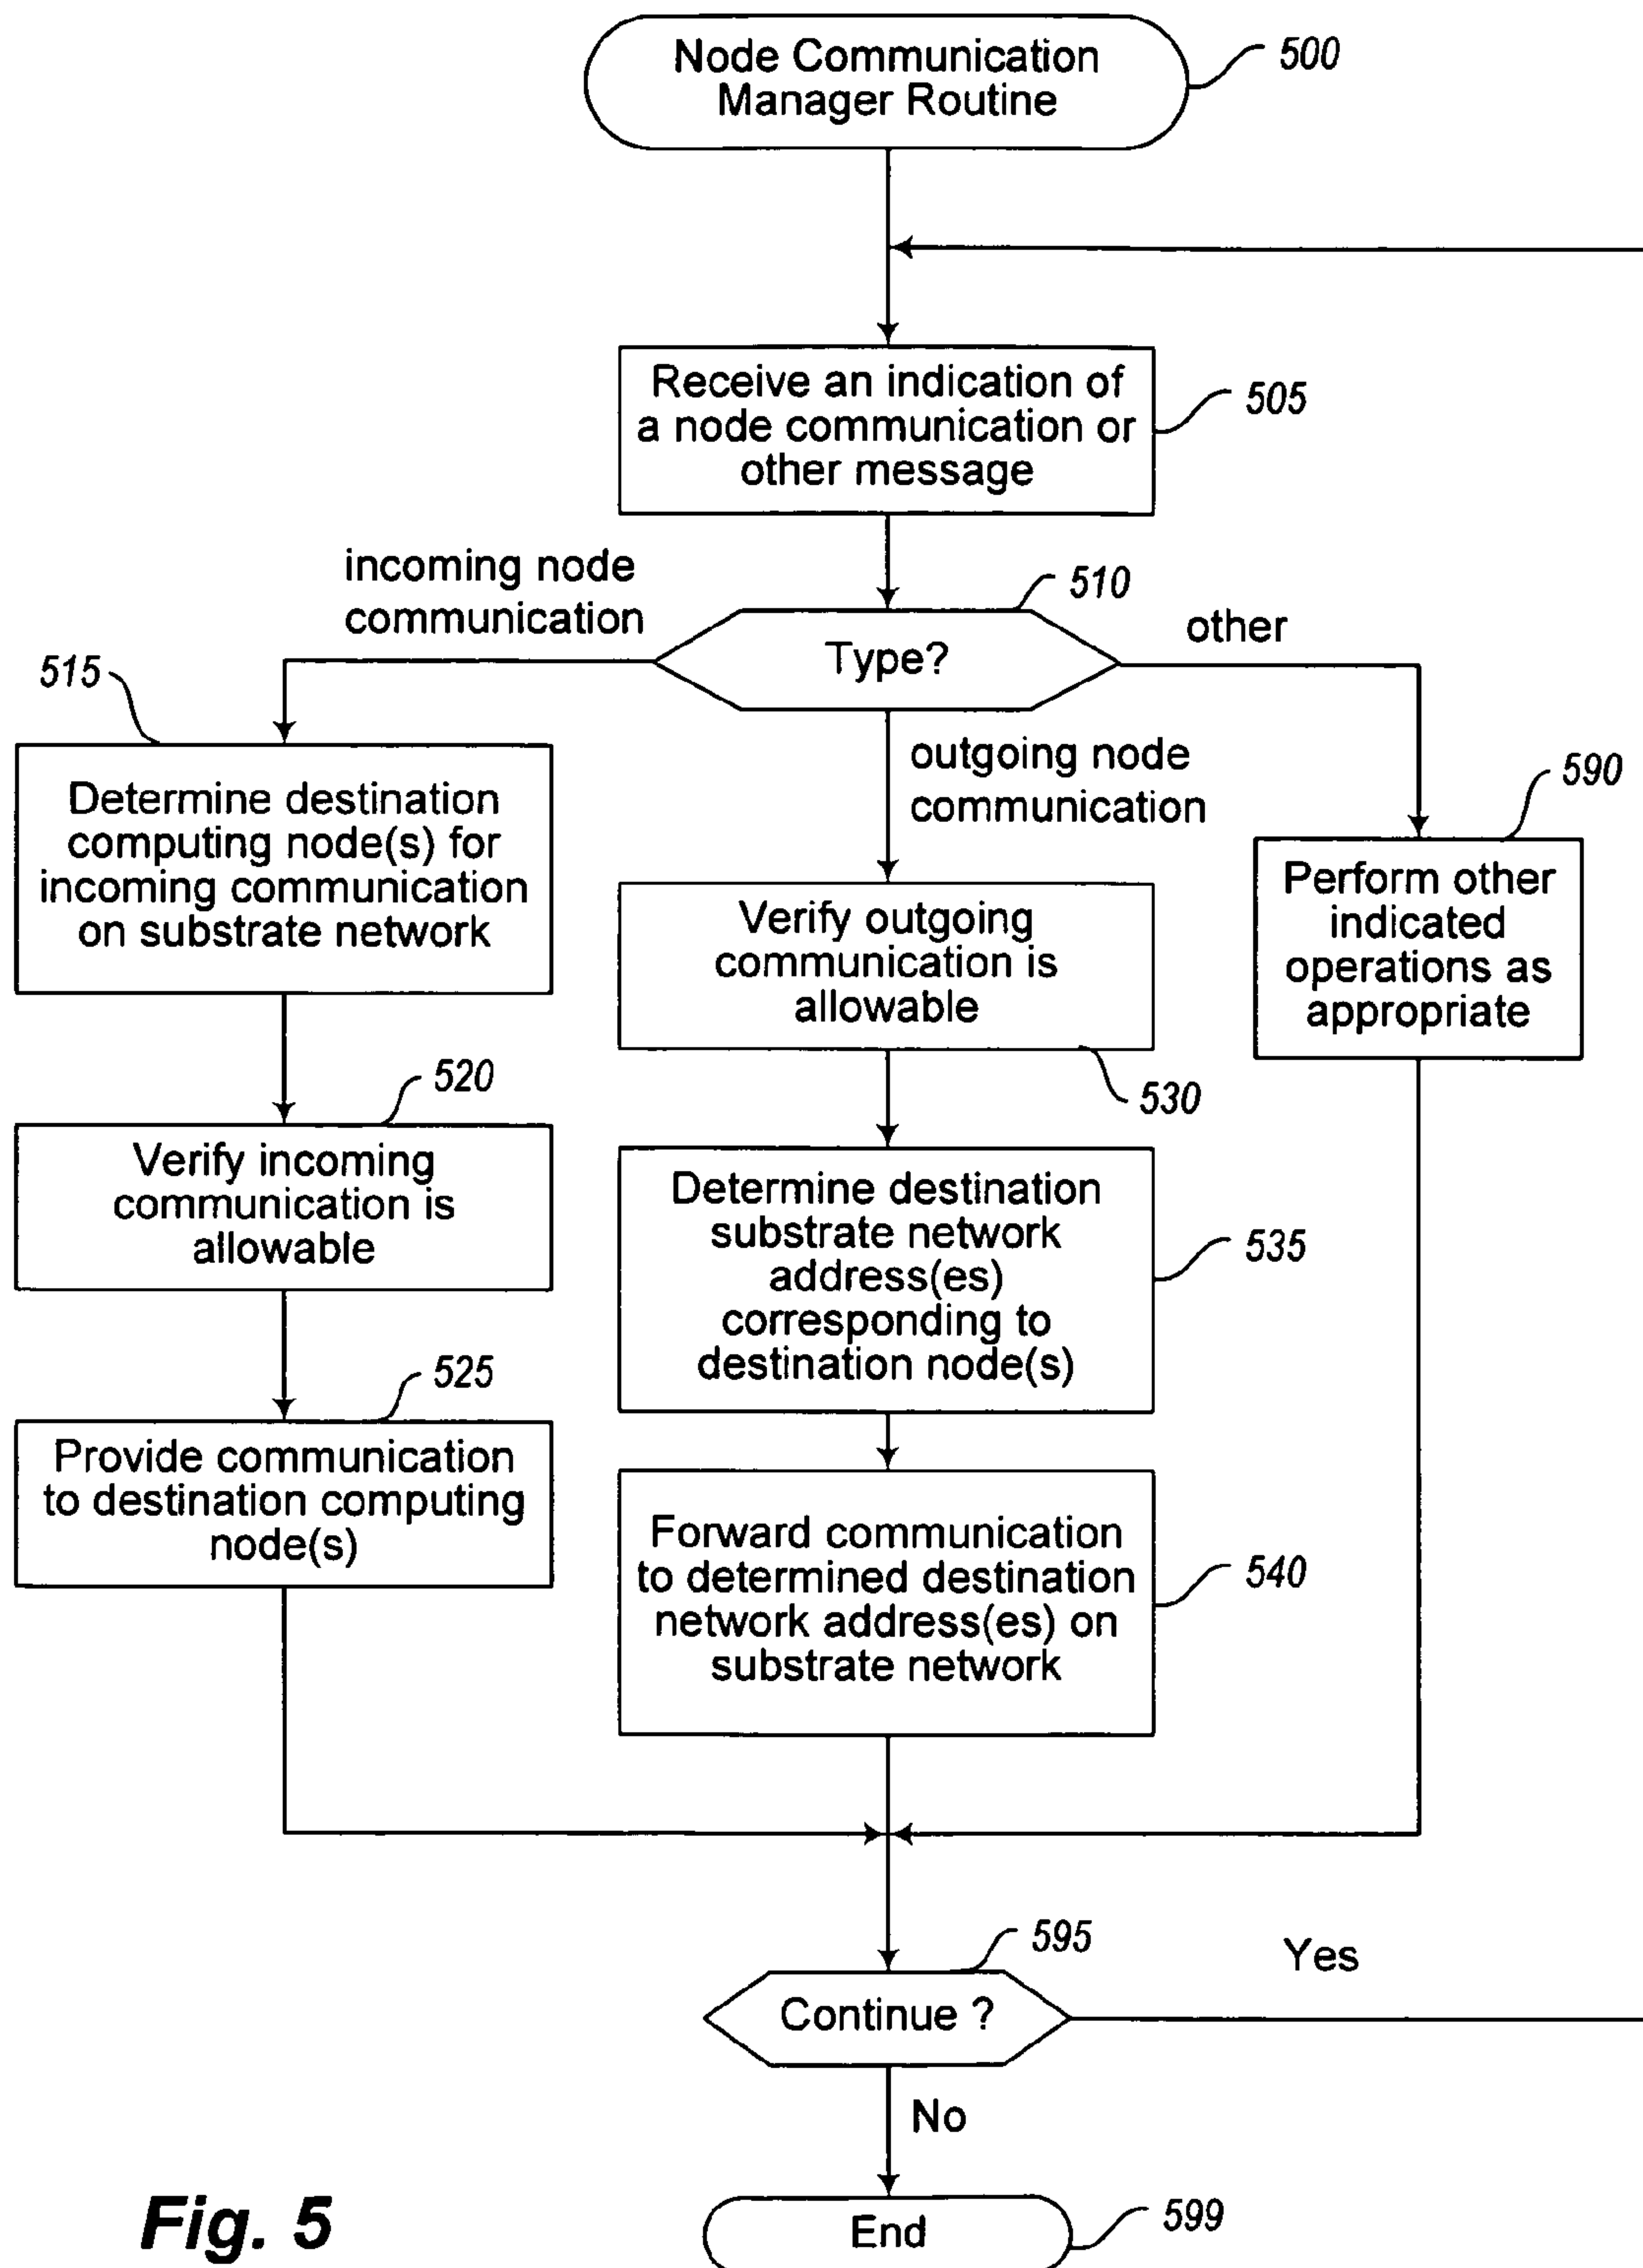 Node Communication
Manager Routine
500
Receive an indication of
a node communication or
other message
505
incoming node
communication
510
Type?
other
515
Determine destination
computing node(s) for
incoming communication
on substrate network
outgoing node
communication
590
Perform other
indicated
operations as
appropriate
Verify outgoing
communication is
allowable
530
520
Verify incoming
communication is
allowable
Determine destination
substrate network
address(es)
corresponding to
destination node(s)
535
525
Provide communication
to destination computing
node(s)
Forward communication
to determined destination
network address(es) on
substrate network
540
595
Continue ?
Yes
No
End
599
Fig. 5